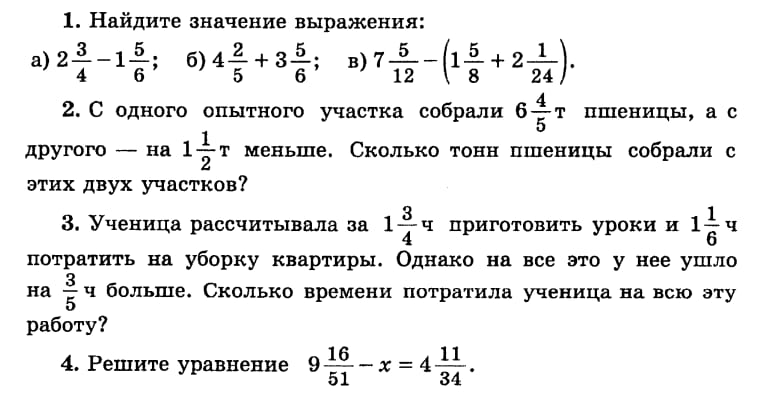 1. Найдите значение выражения:
а) 2 3/4 − 1 5/6; б) 4 2/5 + 3 5/6; в) 7 5/12 − (1 5/8 + 2 1/24).
2. С одного опытного участка собрали 6 4/5 т пшеницы, а с
другого — на 1 1/2 т меньше. Сколько тонн пшеницы собрали с
этих двух участков?
3. Ученица рассчитывала за 1 3/4 ч приготовить уроки и 1 1/6 ч
потратить на уборку квартиры. Однако на все это у нее ушло
на 3/5 ч больше. Сколько времени потратила ученица на всю эту
работу?
4. Решите уравнение 9 16/51 − x = 4 11/34.